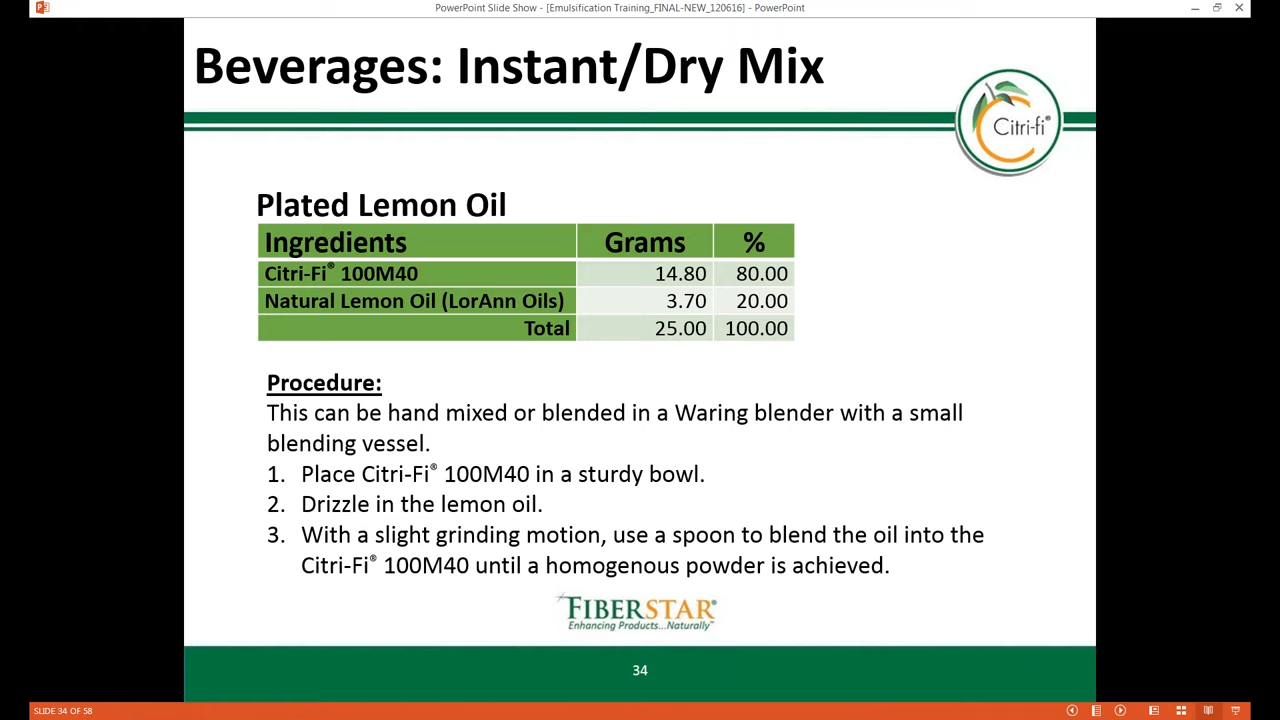 PowerPoint Slide Show - [Emulsification Training_FINAL-NEW_120616] - PowerPoint
Beverages: Instant/Dry Mix
Citri-fi®
Plated Lemon Oil
Ingredients Grams %
Citri-Fi® 100M40 14.80 80.00
Natural Lemon Oil (LorAnn Oils) 3.70 20.00
Total 25.00 100.00
Procedure:
This can be hand mixed or blended in a Waring blender with a small
blending vessel.
1. Place Citri-Fi® 100M40 in a sturdy bowl.
2. Drizzle in the lemon oil.
3. With a slight grinding motion, use a spoon to blend the oil into the
Citri-Fi® 100M40 until a homogenous powder is achieved.
FIBERSTAR®
Enhancing Products...Naturally™
34
SLIDE 34 OF 58